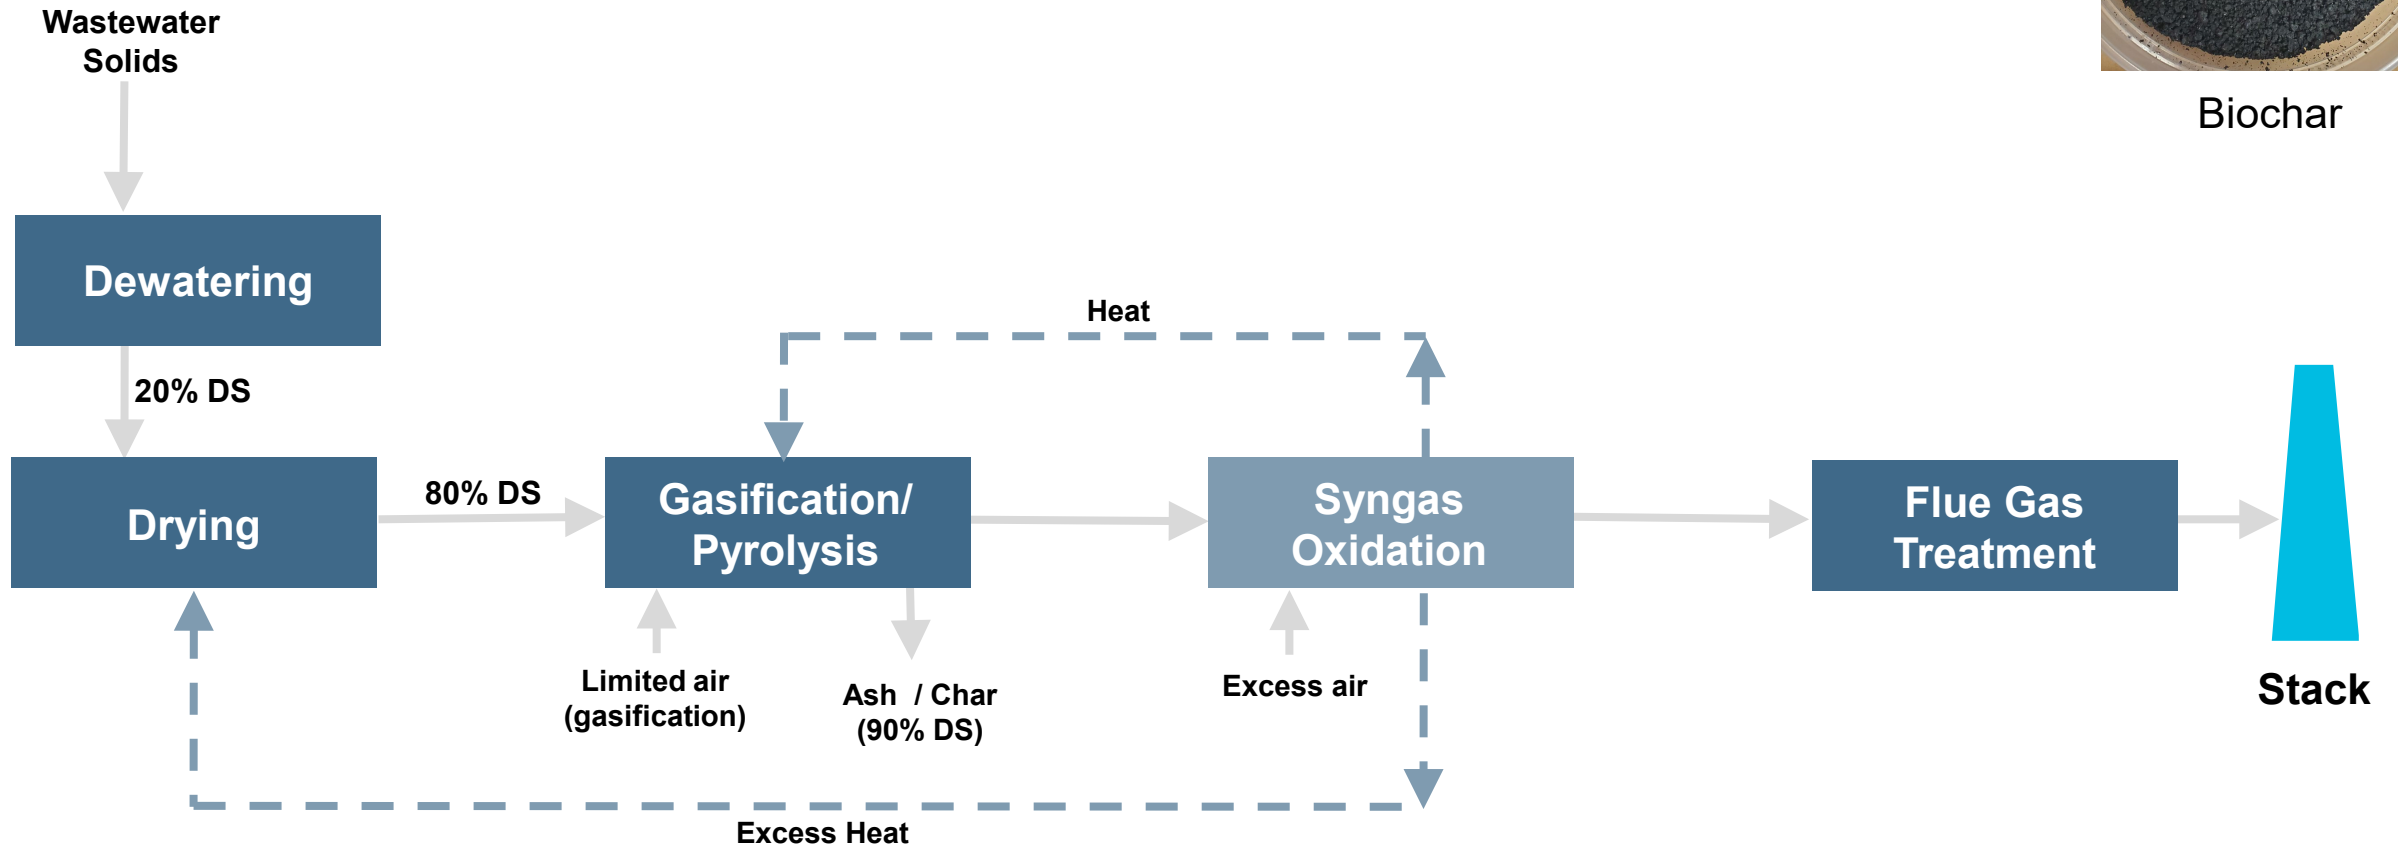 Wastewater
Solids
Biochar
Dewatering
Heat
20% DS
Drying
80% DS
Gasification/
Pyrolysis
Syngas
Oxidation
Flue Gas
Treatment
Limited air
(gasification)
Ash / Char
(90% DS)
Excess air
Stack
Excess Heat